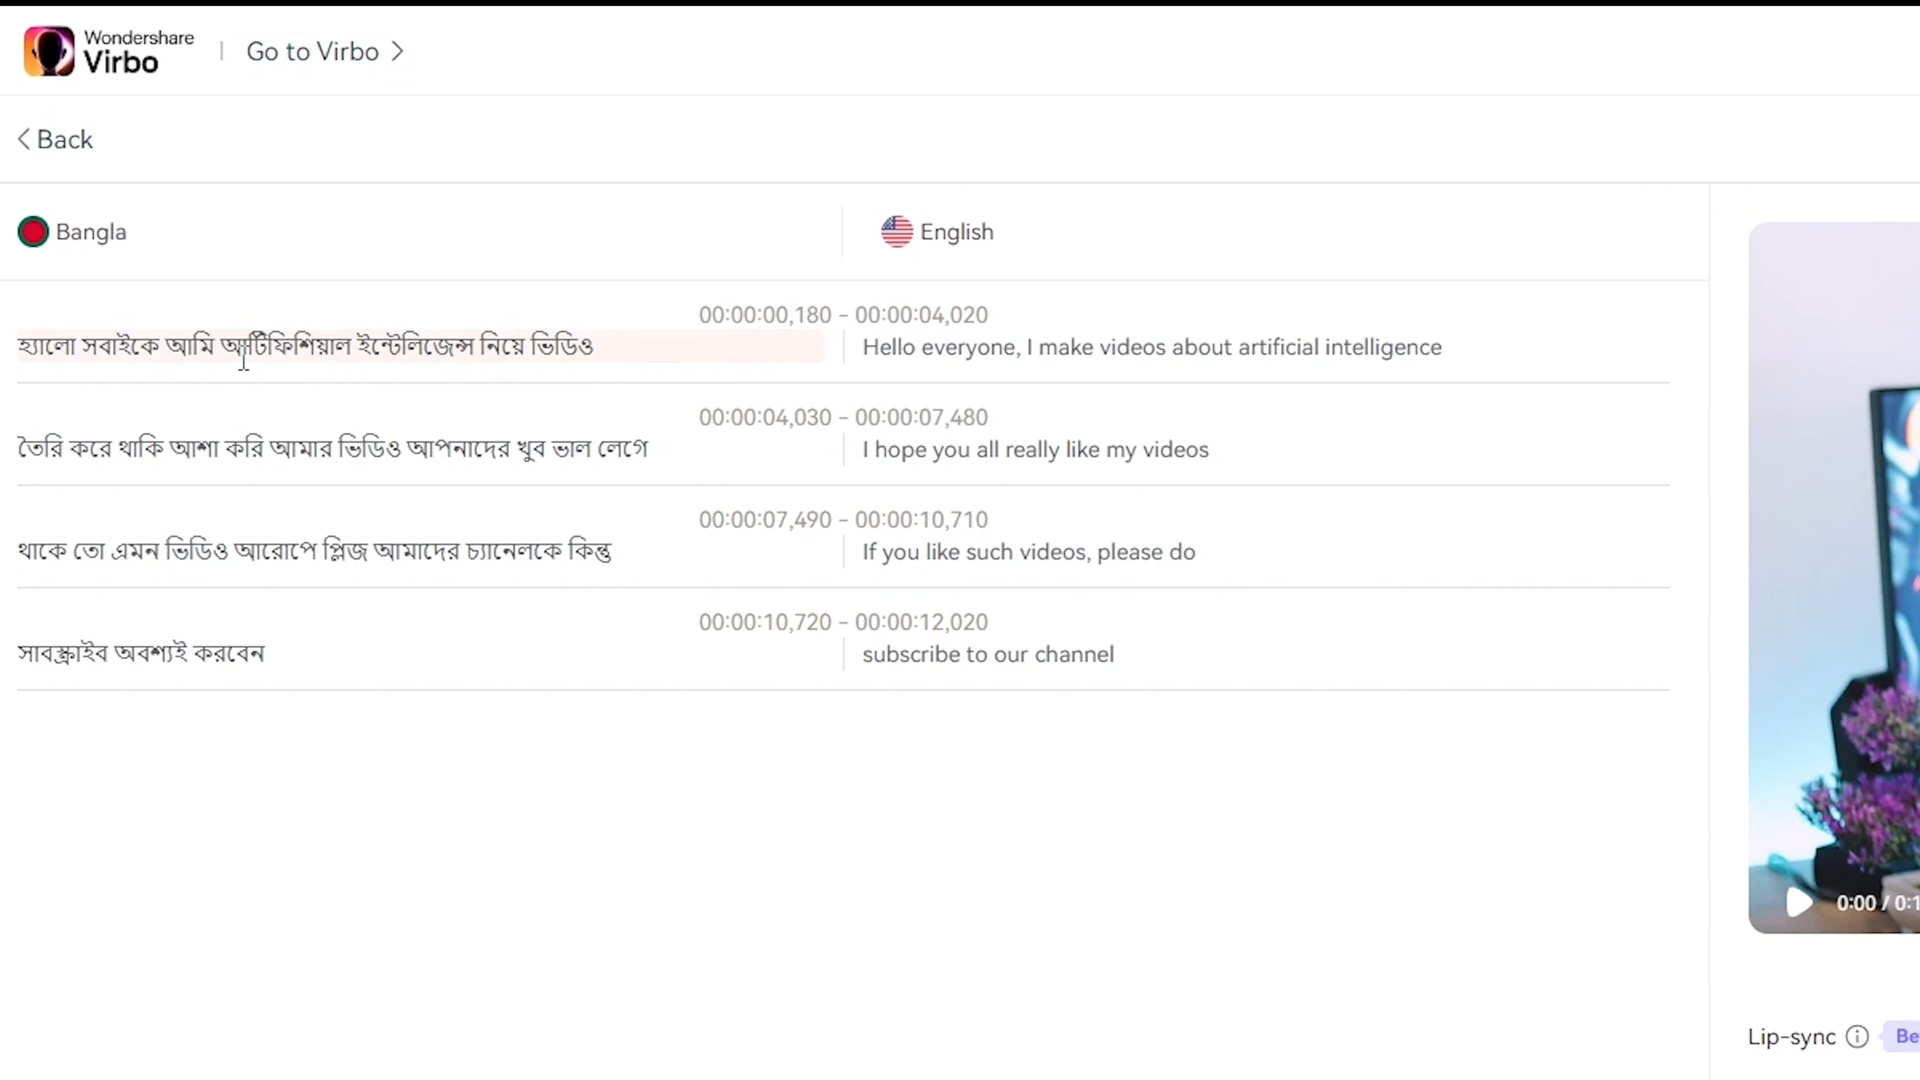 Wondershare
Virbo
Go to Virbo
Back
Bangla
English
00:00:00,180 - 00:00:04,020
হ্যালো সবাইকে আমি আর্টিফিশিয়াল ইন্টেলিজেন্স নিয়ে ভিডিও
Hello everyone, I make videos about artificial intelligence
00:00:04,030 - 00:00:07,480
তৈরি করে থাকি আশা করি আমার ভিডিও আপনাদের খুব ভাল লেগে
I hope you all really like my videos
00:00:07,490 - 00:00:10,710
থাকে তো এমন ভিডিও আরোপে প্লিজ আমাদের চ্যানেলকে কিন্তু
If you like such videos, please do
00:00:10,720 - 00:00:12,020
সাবস্ক্রাইব অবশ্যই করবেন
subscribe to our channel
0:00 / 0:1
Lip-sync
Be